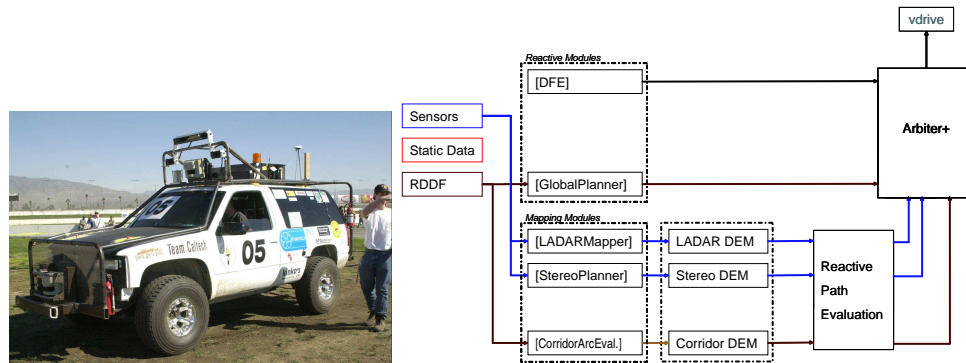 05
Team Caltech
05
vdrive
Reactive Modules
[DFE]
Sensors
Static Data
RDDF
[GlobalPlanner]
Arbiter+
Mapping Modules
[LADARMapper]
LADAR DEM
[StereoPlanner]
Stereo DEM
[CorridorArcEval.]
Corridor DEM
Reactive
Path
Evaluation